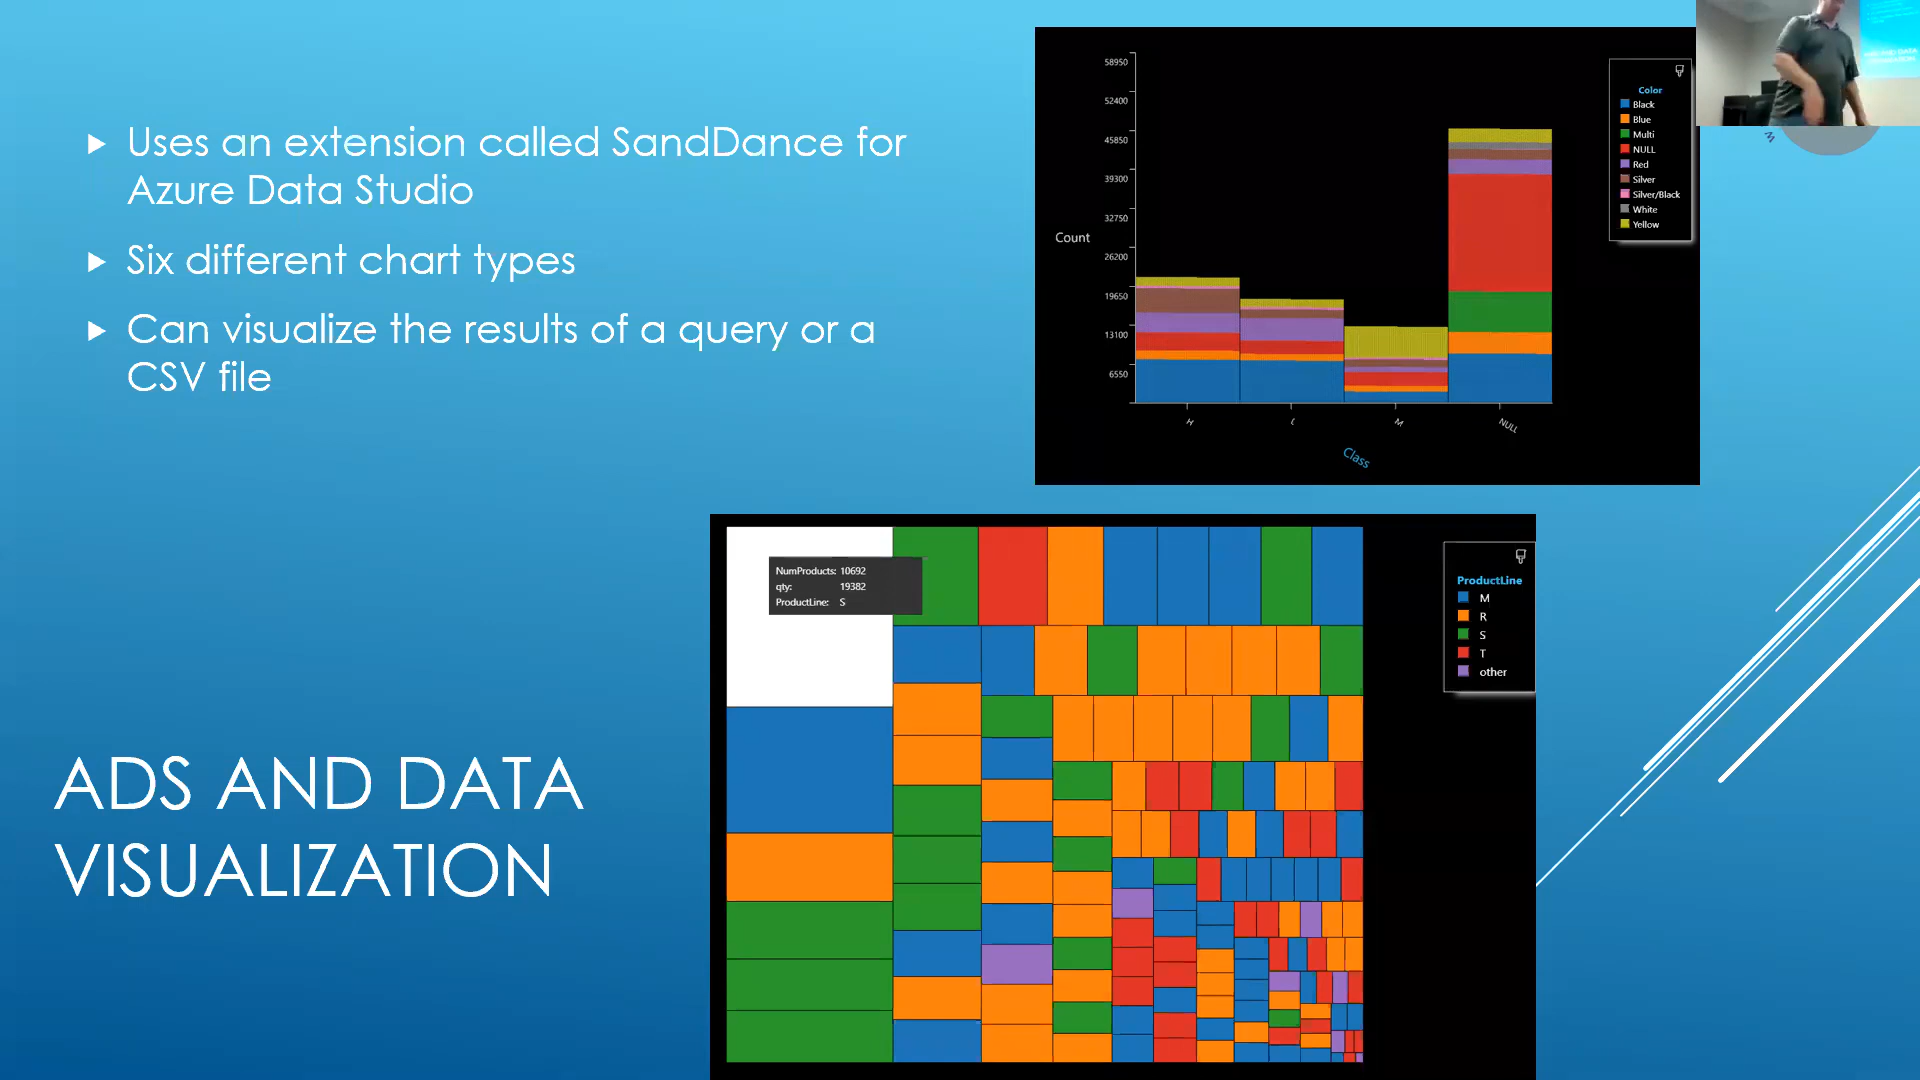 Uses an extension called SandDance for
Azure Data Studio
Six different chart types
Can visualize the results of a query or a
CSV file
ADS AND DATA
VISUALIZATION
58950
52400
45850
39300
32750
26200
19650
13100
6550
Count
H
L
M
NULL
Class
Color
Black
Blue
Multi
NULL
Red
Silver
Silver/Black
White
Yellow
M
NumProducts: 10692
qty: 19382
ProductLine: S
ProductLine
M
R
S
T
other